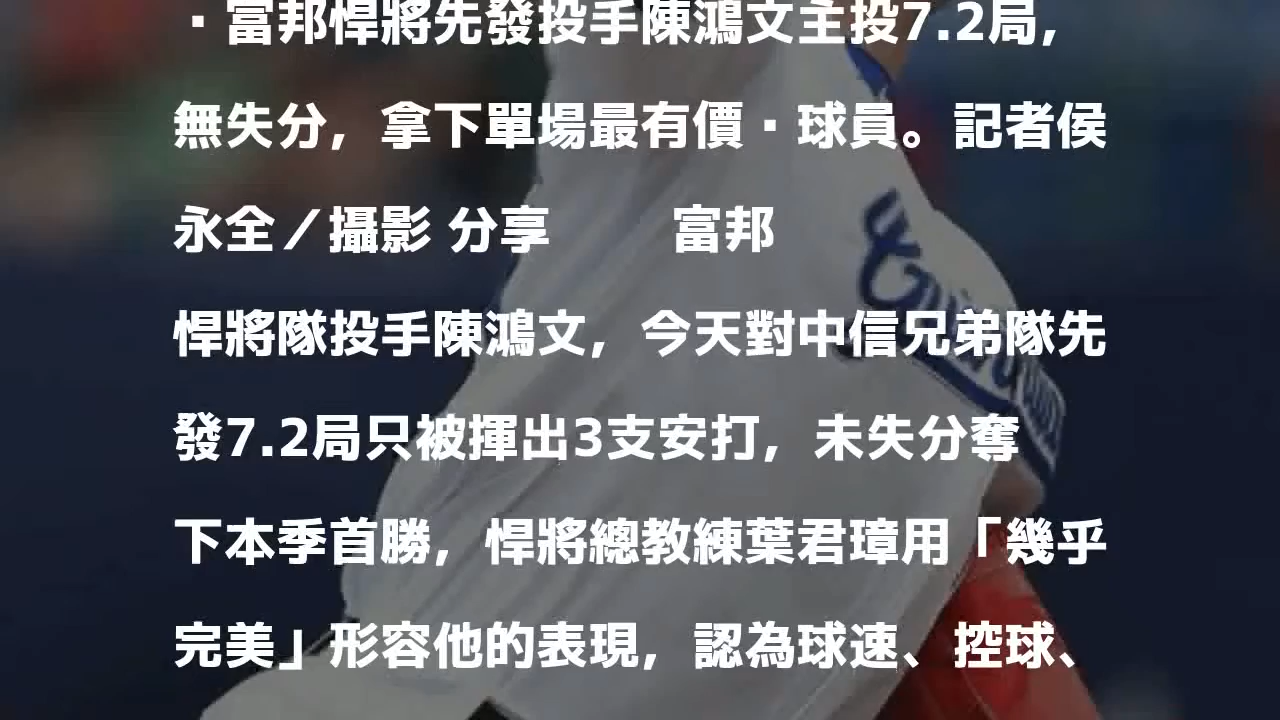 ▪富邦悍將先發投手陳鴻文主投7.2局，
無失分，拿下單場最有價▪球員。記者侯
永全／攝影 分享 富邦
悍將隊投手陳鴻文，今天對中信兄弟隊先
發7.2局只被揮出3支安打，未失分奪
下本季首勝，悍將總教練葉君璋用「幾乎
完美」形容他的表現，認為球速、控球、